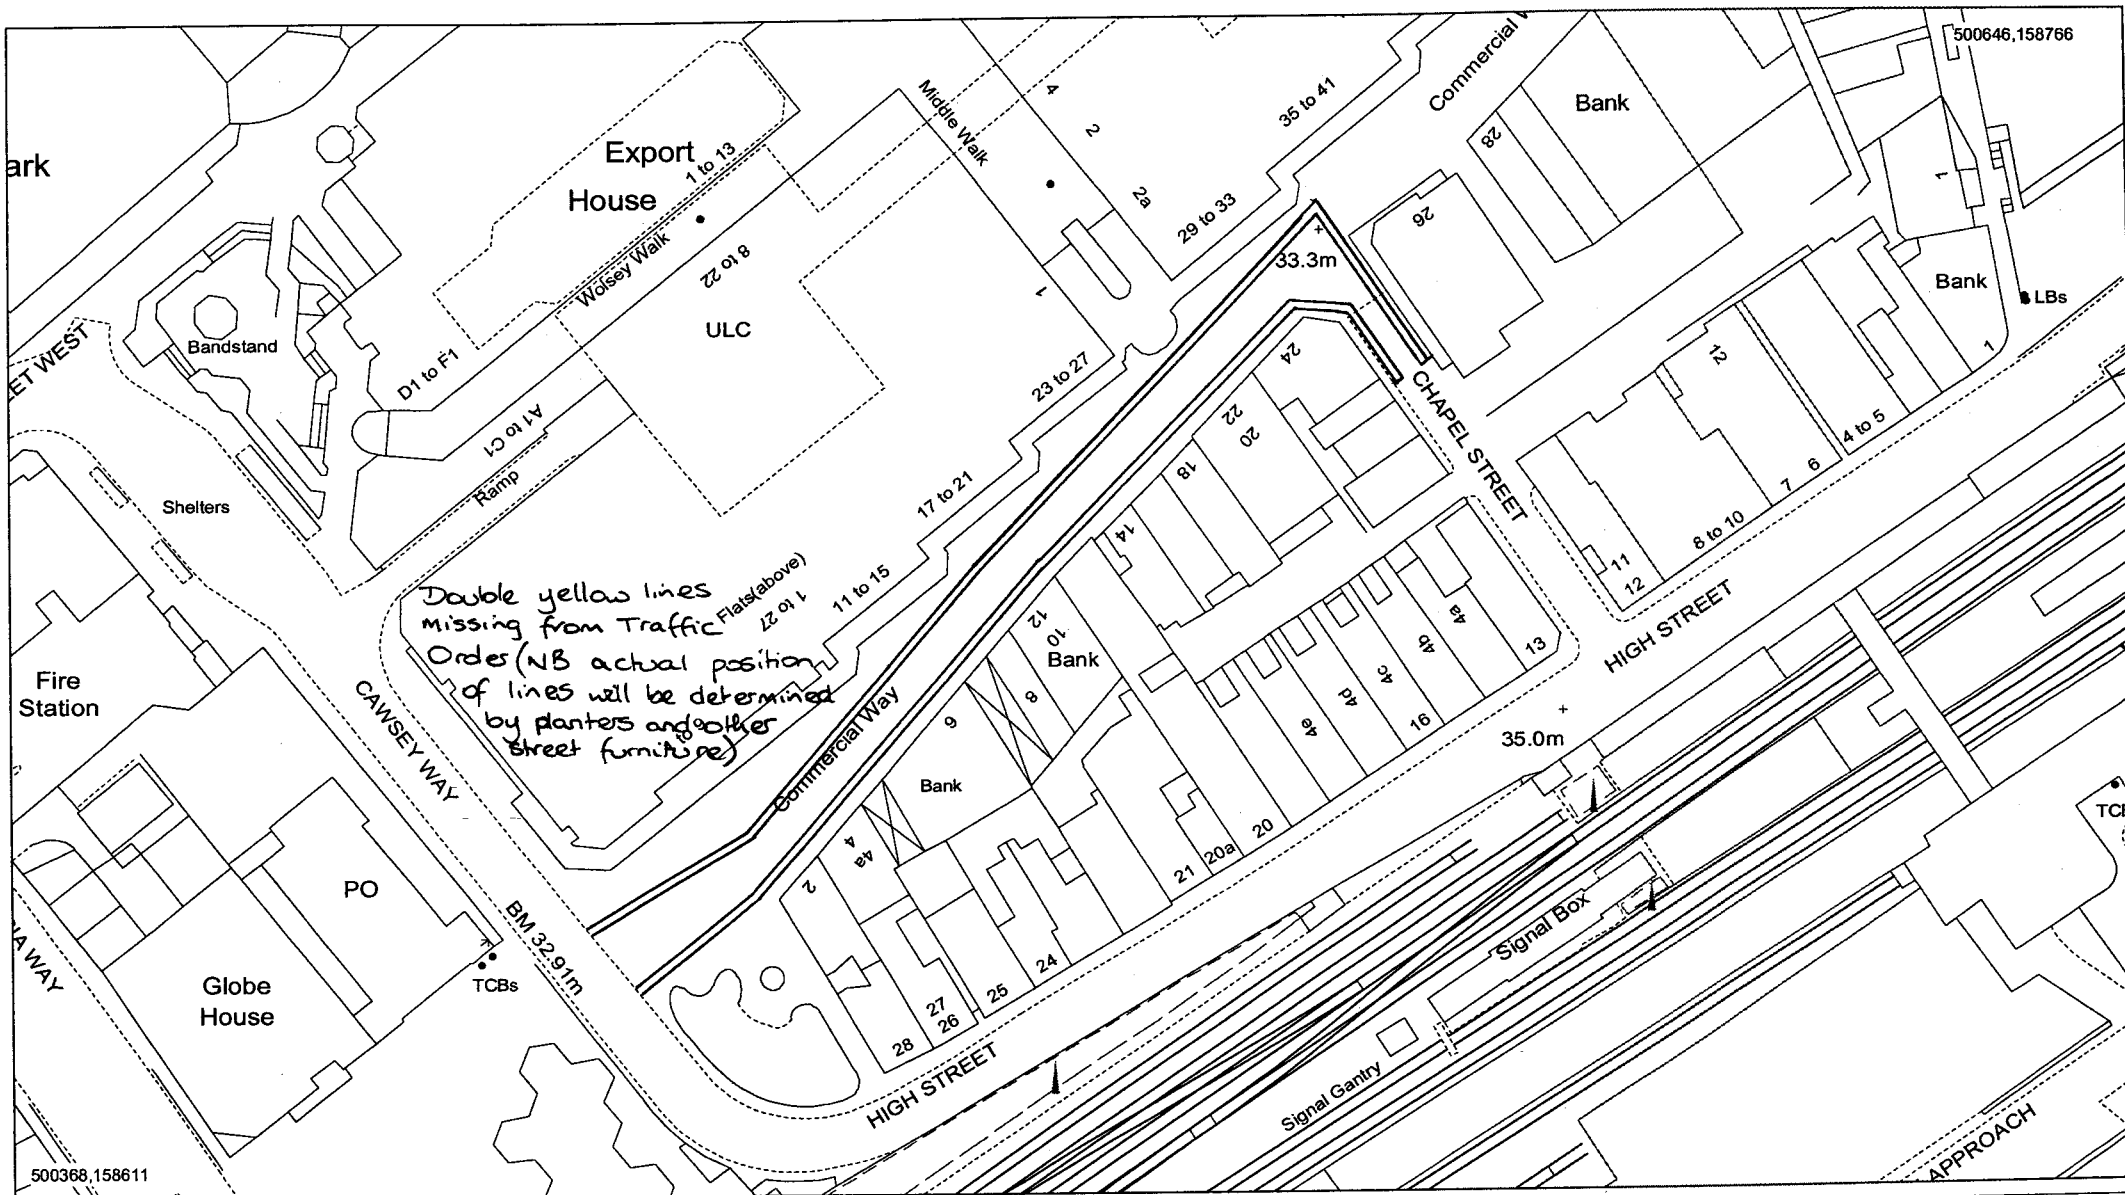 500646,158766
Commercial
Bank
28
35 to 41
4
2
2a
Middle Walk
Export
House
1 to 13
ark
29 to 33
26
1
Wolsey Walk
8 to 22
33.3m
Bank
LBs
1
ULC
1
Bandstand
ET WEST
D1 to F1
A1 to C1
23 to 27
24
CHAPEL STREET
12
22
20
4 to 5
18
6
7
8 to 10
Ramp
17 to 21
Shelters
14
11
12
Flats(above)
1 to 27
11 to 15
Double yellow lines
missing from Traffic
Order (NB actual position
of lines will be determined
by planters and other
street furniture)
12
10
Bank
8
4a
4b
4c
4d
4e
13
16
HIGH STREET
Fire
Station
CAWSEY WAY
Commercial Way
6
35.0m
Bank
TCB
4
4a
2
20
20a
21
PO
BM 32.91m
Signal Box
24
25
26
27
28
TCBs
Globe
House
IA WAY
HIGH STREET
Signal Gantry
APPROACH
500368,158611